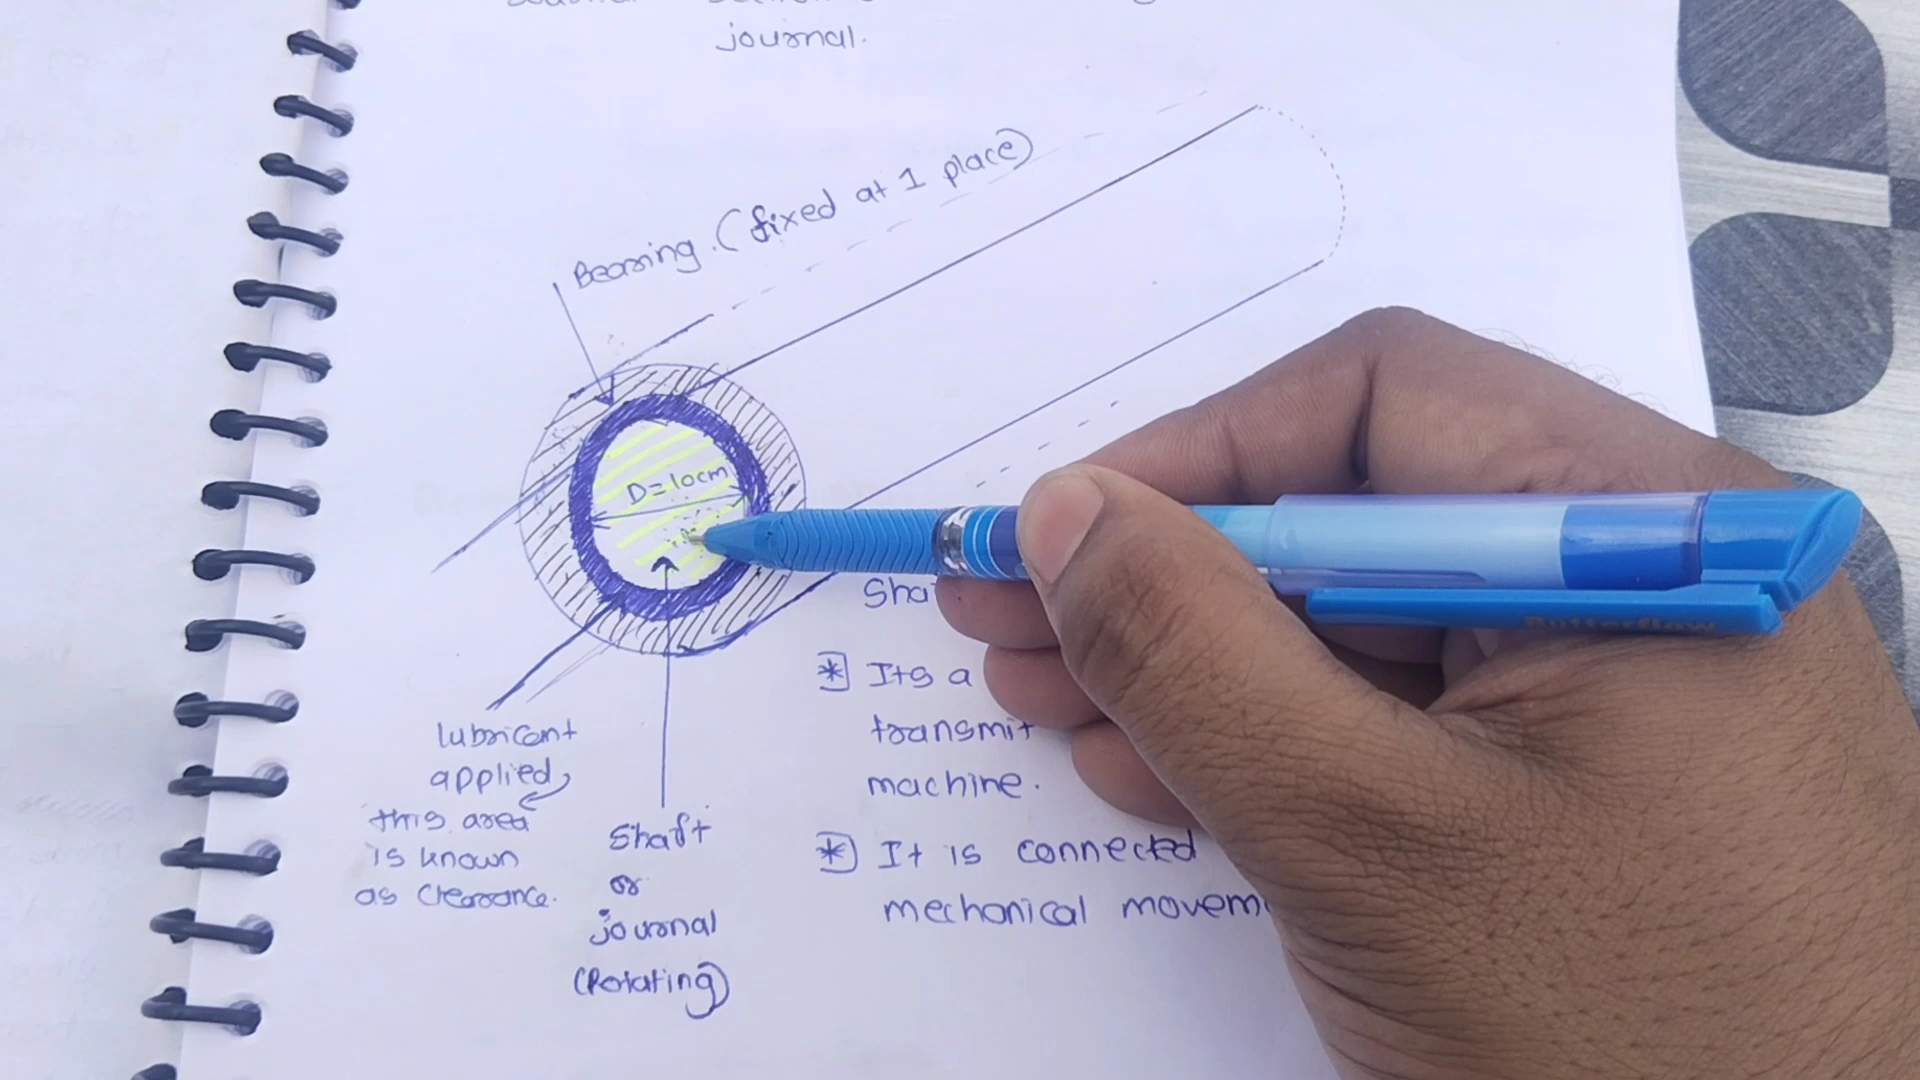 journal.
Bearing. (fixed at 1 place)
D=10cm
Sha
* Its a
transmit
machine.
* It is connected
mechanical movem
lubricant
applied,
this area
is known
as clearance.
Shaft
or
journal
(Rotating)